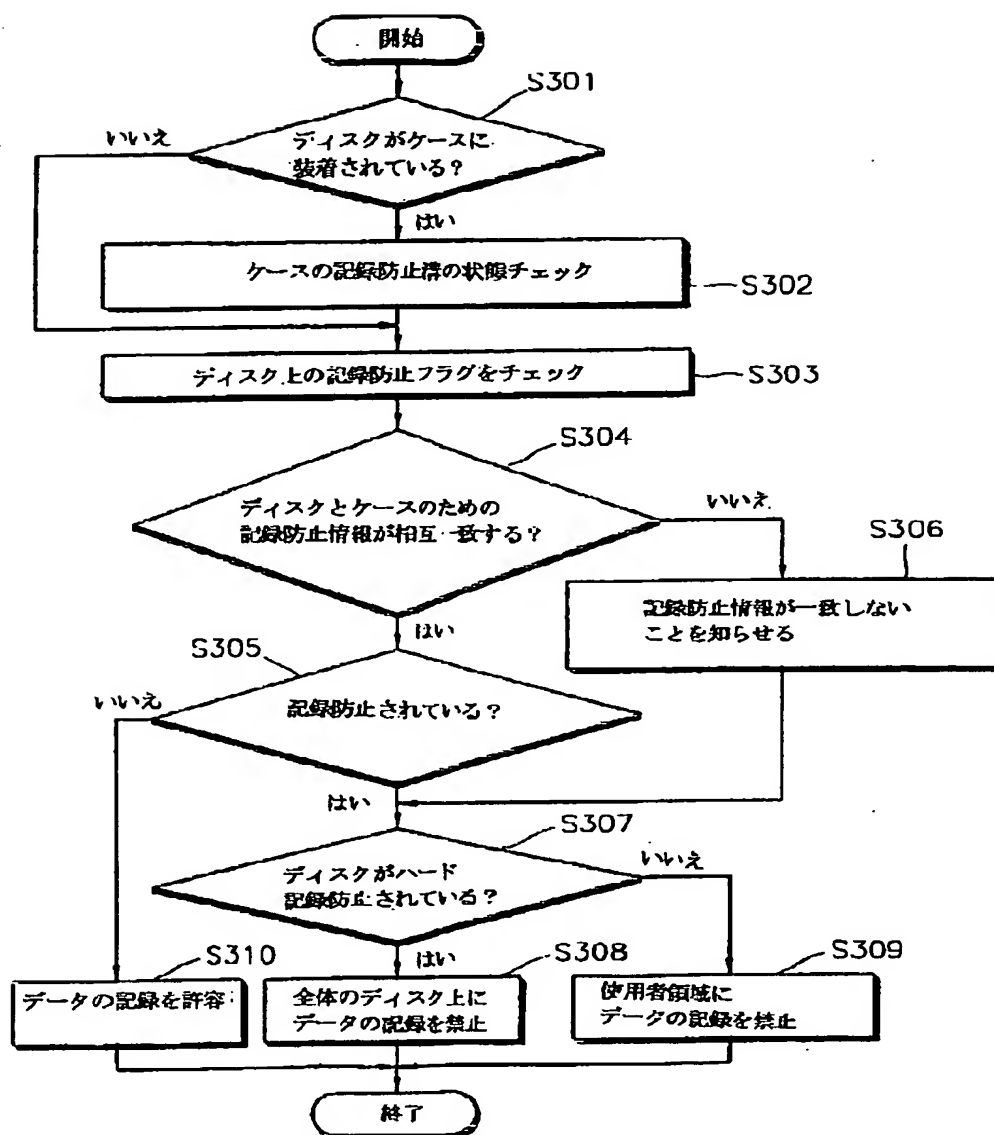 開始
S301
いいえ
ディスクがケースに
装着されている？
はい
ケースの記録防止溝の状態チェック
S302
ディスク上の記録防止フラグをチェック
S303
S304
ディスクとケースのための
記録防止情報が相互一致する？
いいえ
S306
記録防止情報が一致しない
ことを知らせる
はい
S305
いいえ
記録防止されている？
はい
S307
ディスクがハード
記録防止されている？
いいえ
S310
データの記録を許容
はい
S308
全体のディスク上に
データの記録を禁止
S309
使用者領域に
データの記録を禁止
終了